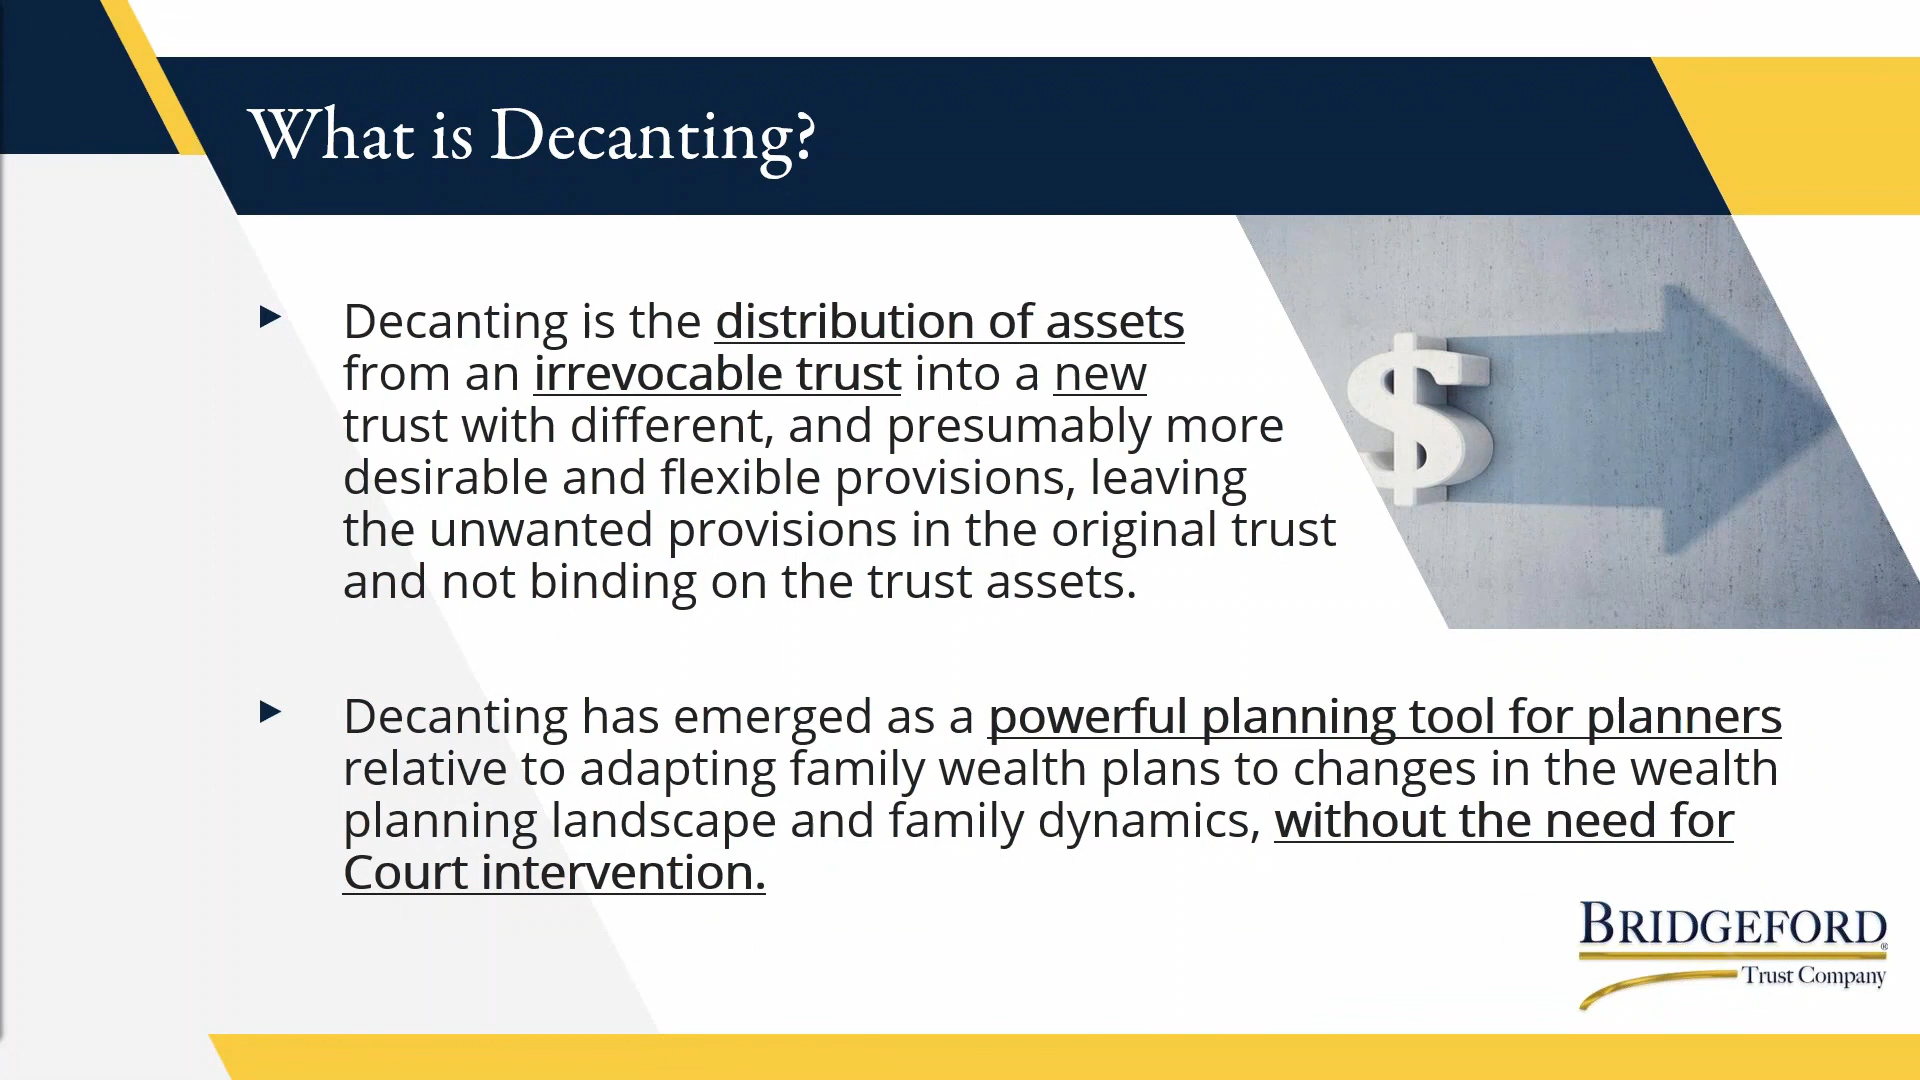 What is Decanting?
Decanting is the distribution of assets
from an irrevocable trust into a new
trust with different, and presumably more
desirable and flexible provisions, leaving
the unwanted provisions in the original trust
and not binding on the trust assets.
Decanting has emerged as a powerful planning tool for planners
relative to adapting family wealth plans to changes in the wealth
planning landscape and family dynamics, without the need for
Court intervention.
$
BRIDGEFORD®
Trust Company